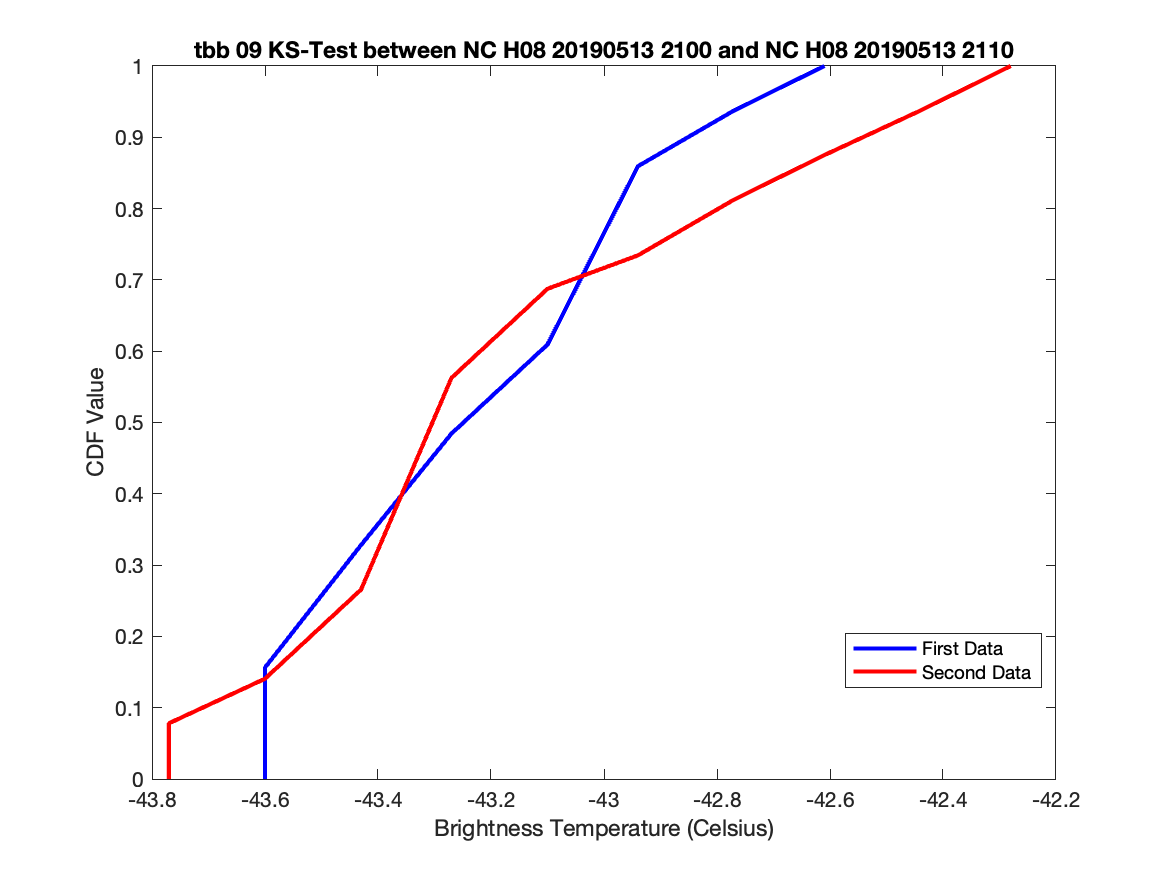 tbb 09 KS-Test between NC H08 20190513 2100 and NC H08 20190513 2110
1
0.9
0.8
0.7
0.6
0.5
0.4
0.3
0.2
0.1
0
CDF Value
First Data
Second Data
-43.8 -43.6 -43.4 -43.2 -43 -42.8 -42.6 -42.4 -42.2
Brightness Temperature (Celsius)